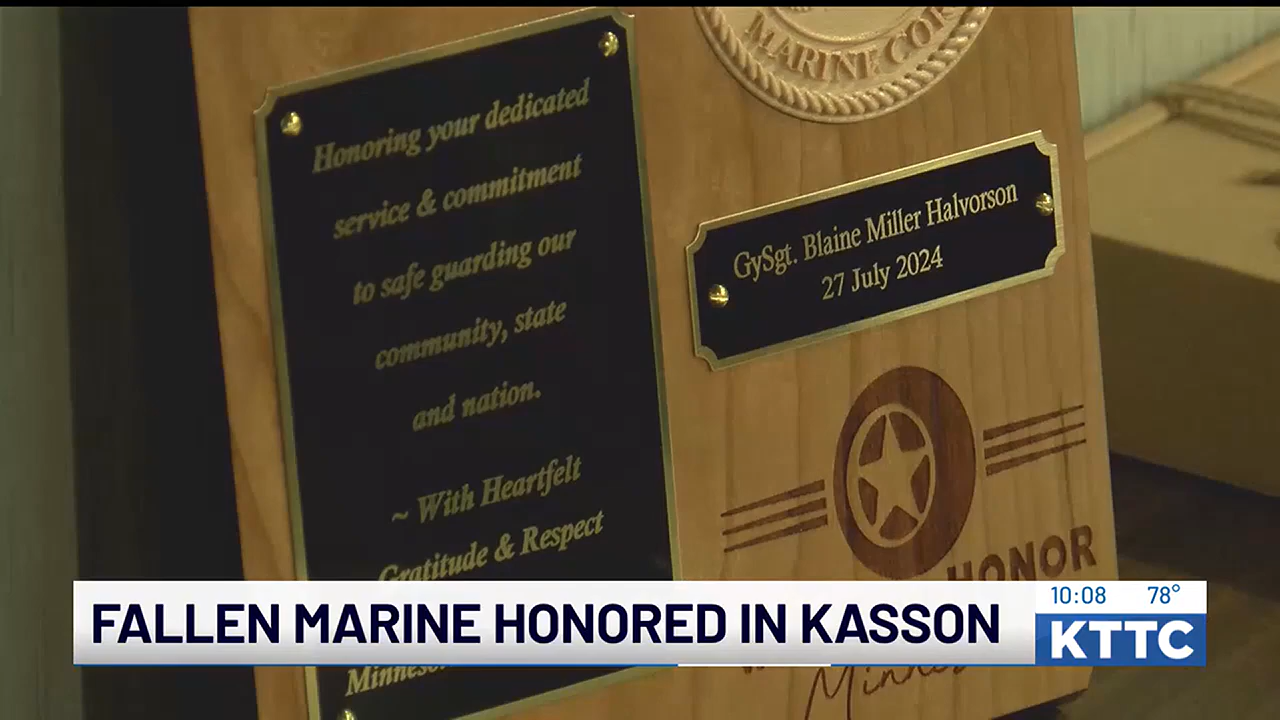 Honoring your dedicated
service & commitment
to safe guarding our
community, state
and nation.
~ With Heartfelt
Gratitude & Respect
MARINE COR
GySgt. Blaine Miller Halvorson
27 July 2024
HONOR
FALLEN MARINE HONORED IN KASSON
10:08 78°
KTTC